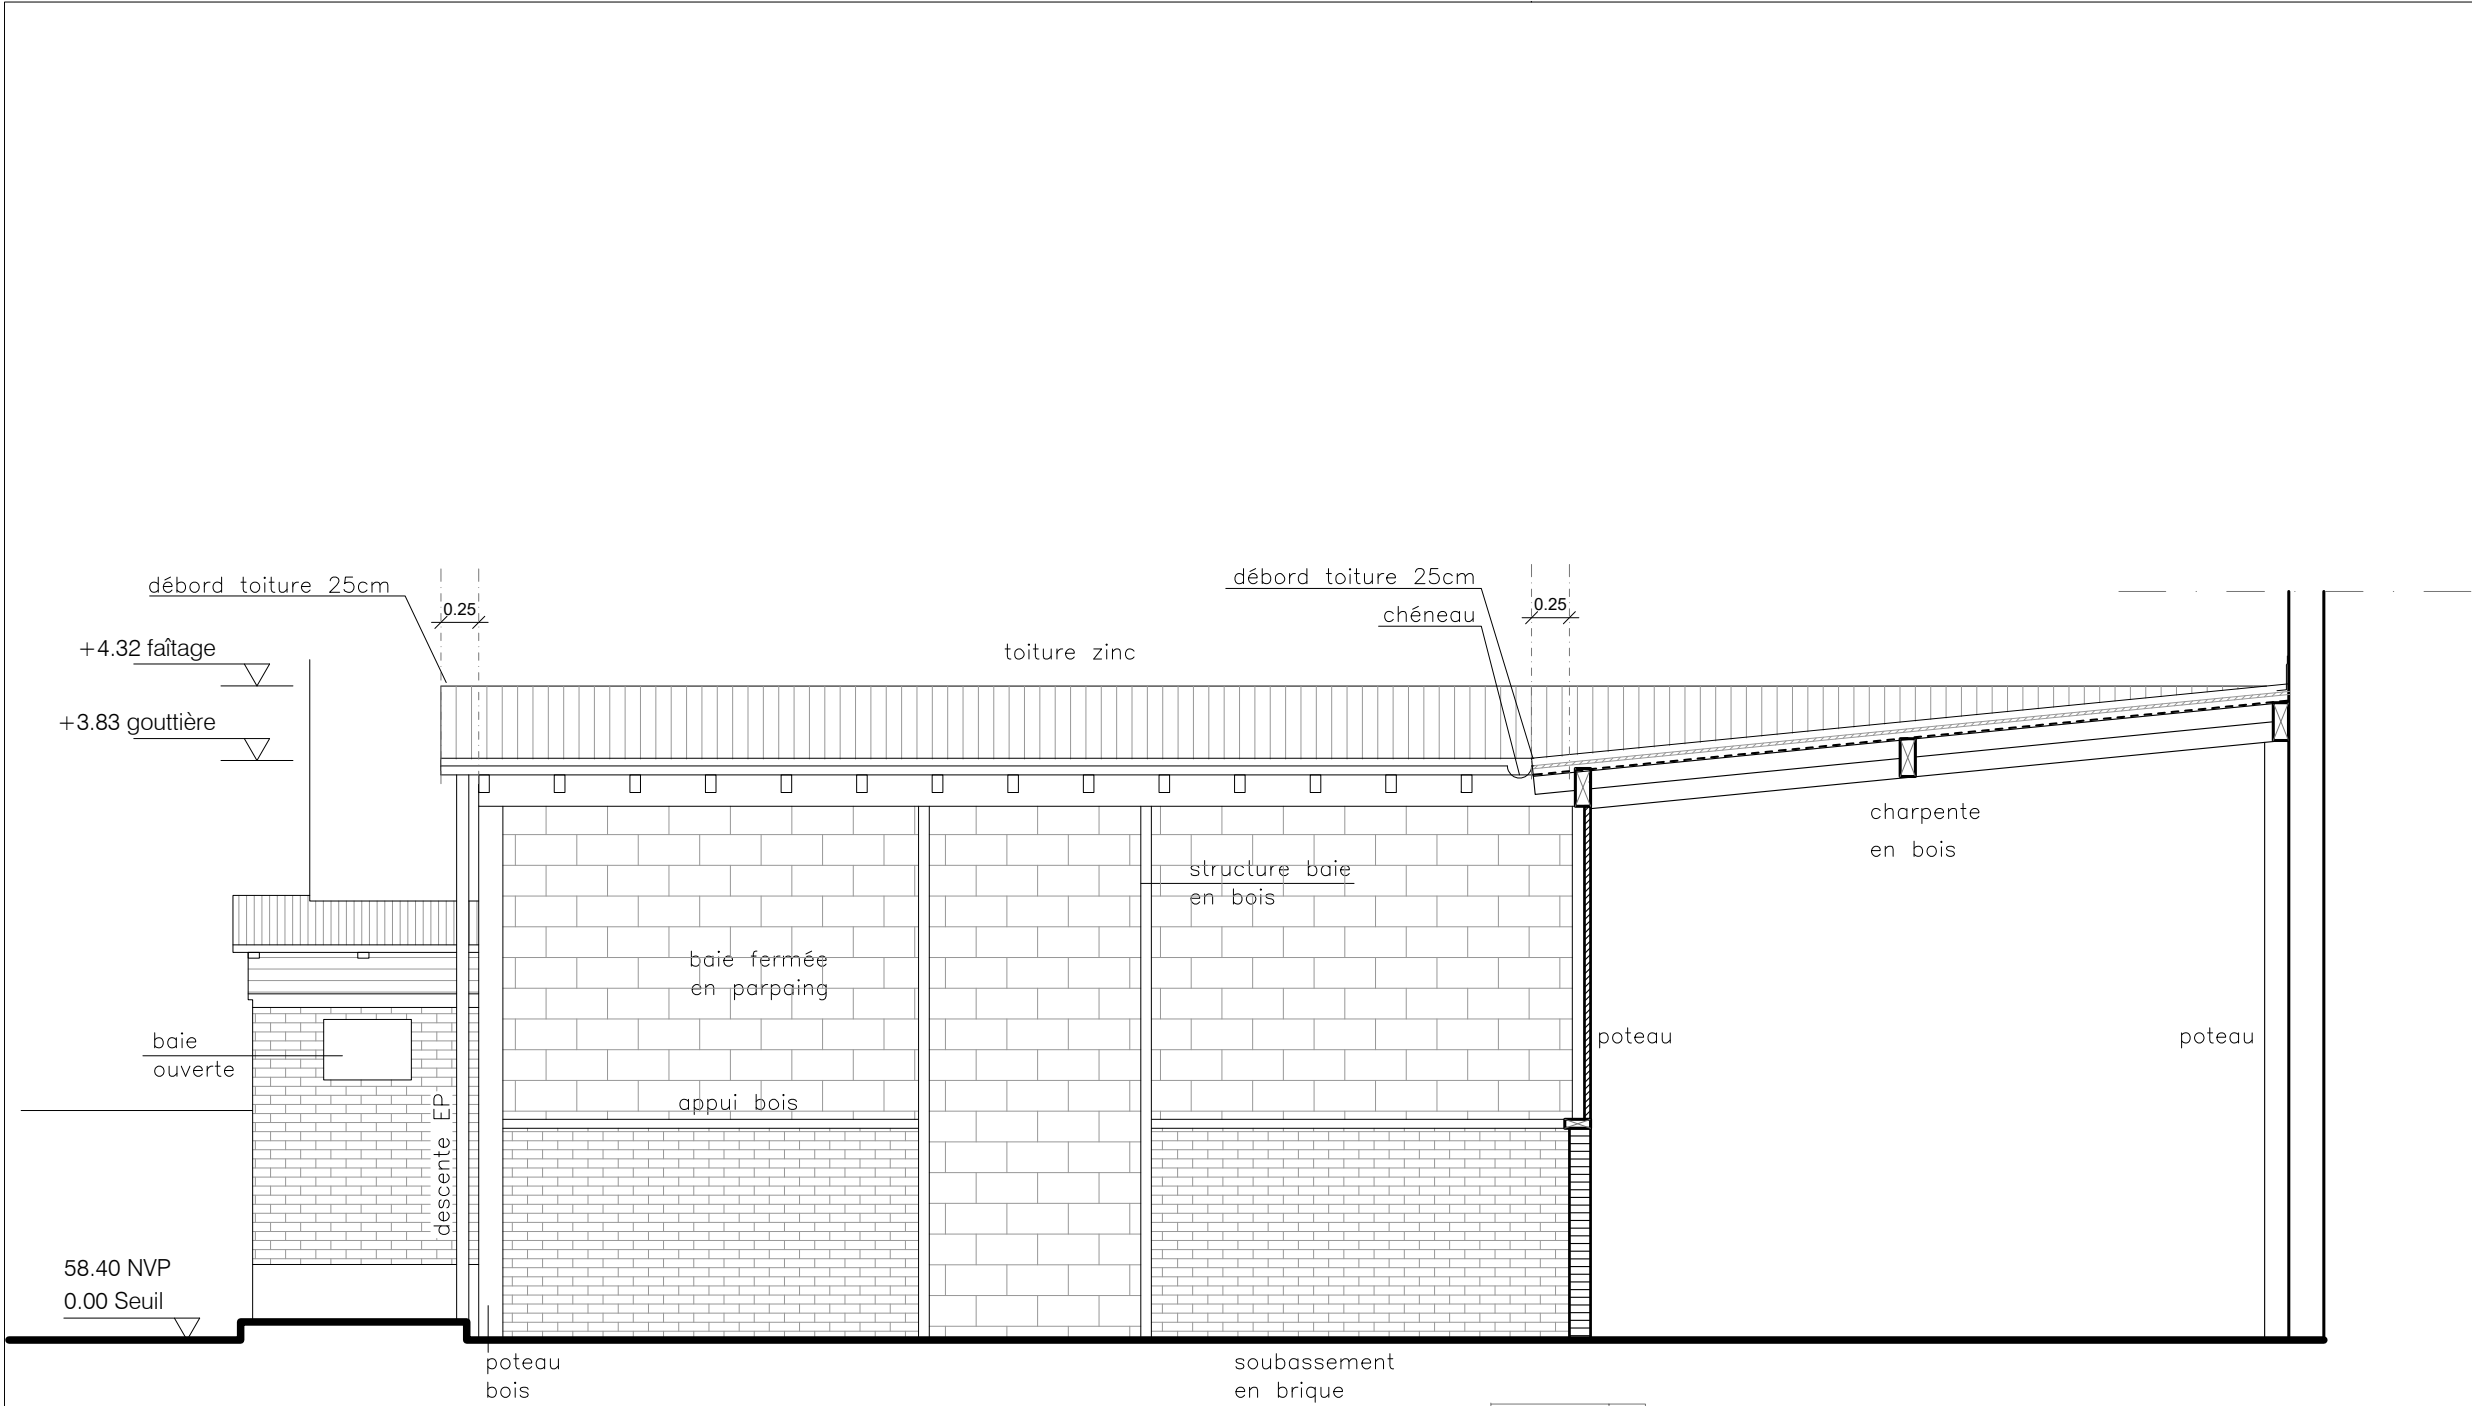 débord toiture 25cm
débord toiture 25cm
0.25
0.25
chéneau
+4.32 faîtage
toiture zinc
+3.83 gouttière
charpente
en bois
structure baie
en bois
baie fermée
en parpaing
baie
ouverte
poteau
poteau
appui bois
descente EP
58.40 NVP
0.00 Seuil
poteau
bois
soubassement
en brique